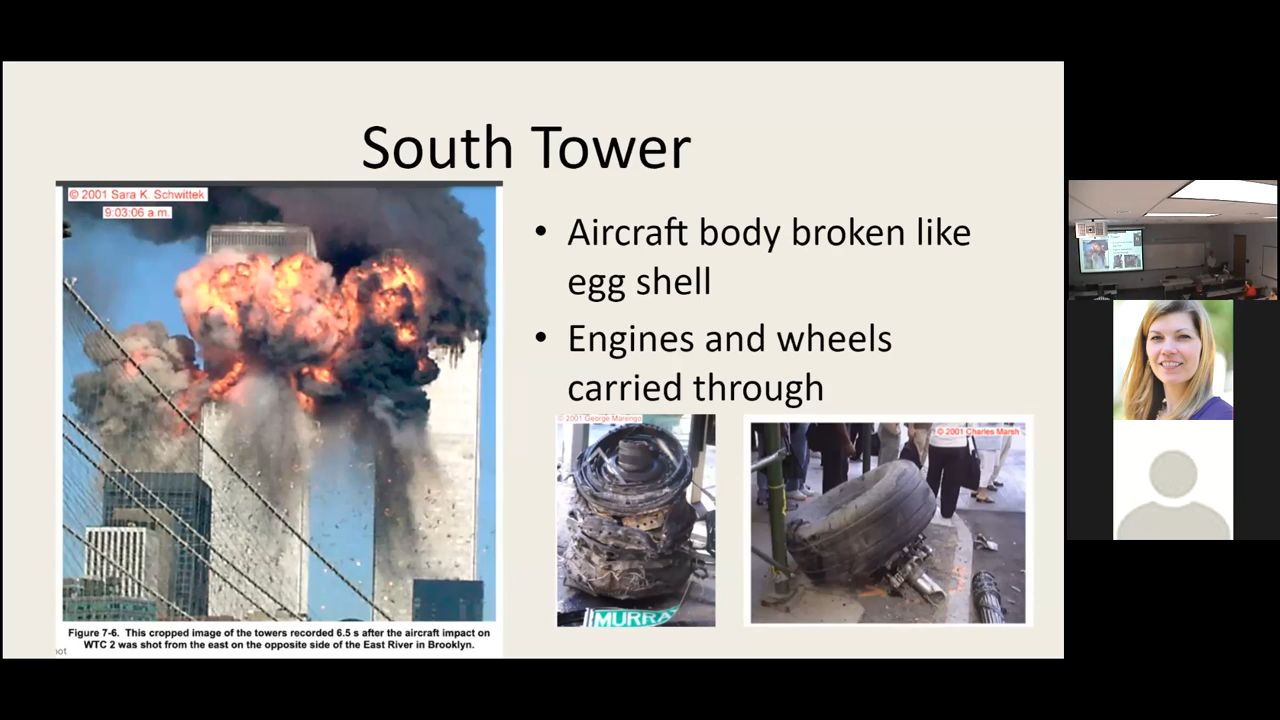 South Tower
© 2001 Sara K. Schwittek
9:03:06 a.m.
• Aircraft body broken like
egg shell
• Engines and wheels
carried through
© 2001 George Marengo
© 2001 Charles Marsh
MURRA
Figure 7-6. This cropped image of the towers recorded 6.5 s after the aircraft impact on
WTC 2 was shot from the east on the opposite side of the East River in Brooklyn.